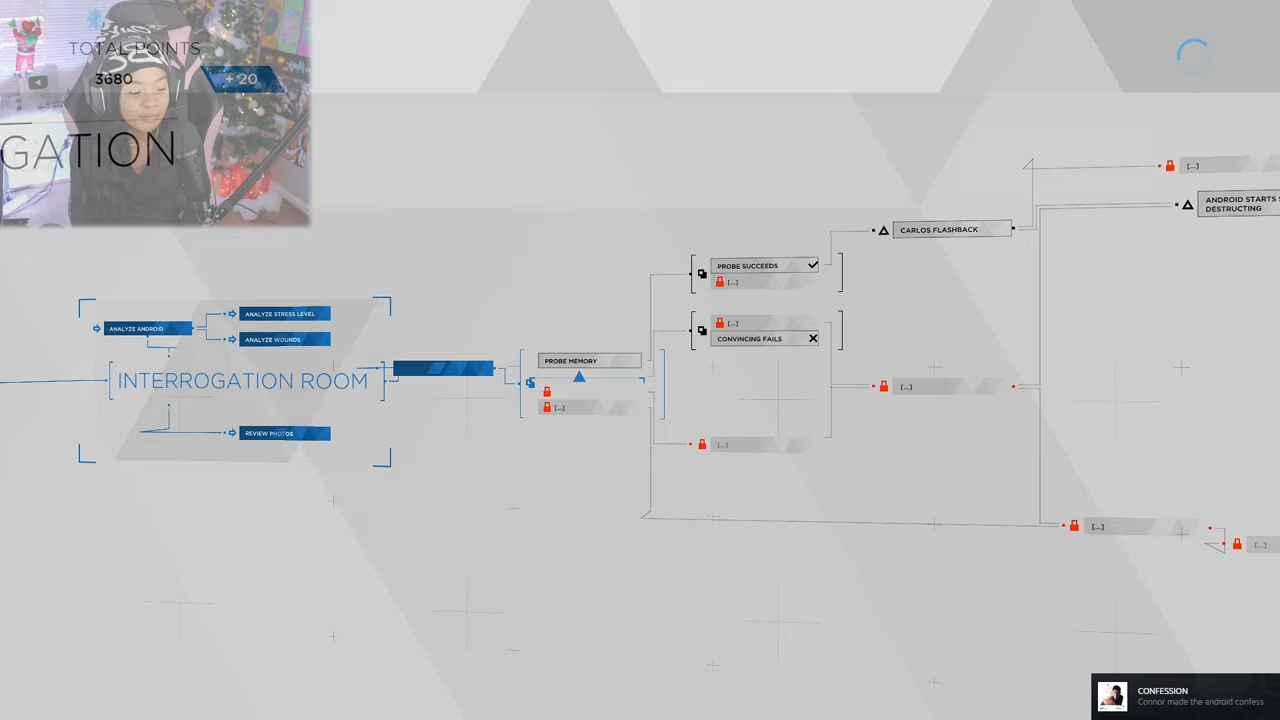 TOTAL POINTS
3680
+ 20
GATION
[...]
ANDROID STARTS
DESTRUCTING
CARLOS FLASHBACK
PROBE SUCCEEDS
[...]
ANALYZE STRESS LEVEL
ANALYZE ANDROID
[...]
ANALYZE WOUNDS
CONVINCING FAILS
PROBE MEMORY
INTERROGATION ROOM
[...]
[...]
REVIEW PHOTOS
[...]
[...]
[...]
CONFESSION
Connor made the android confess